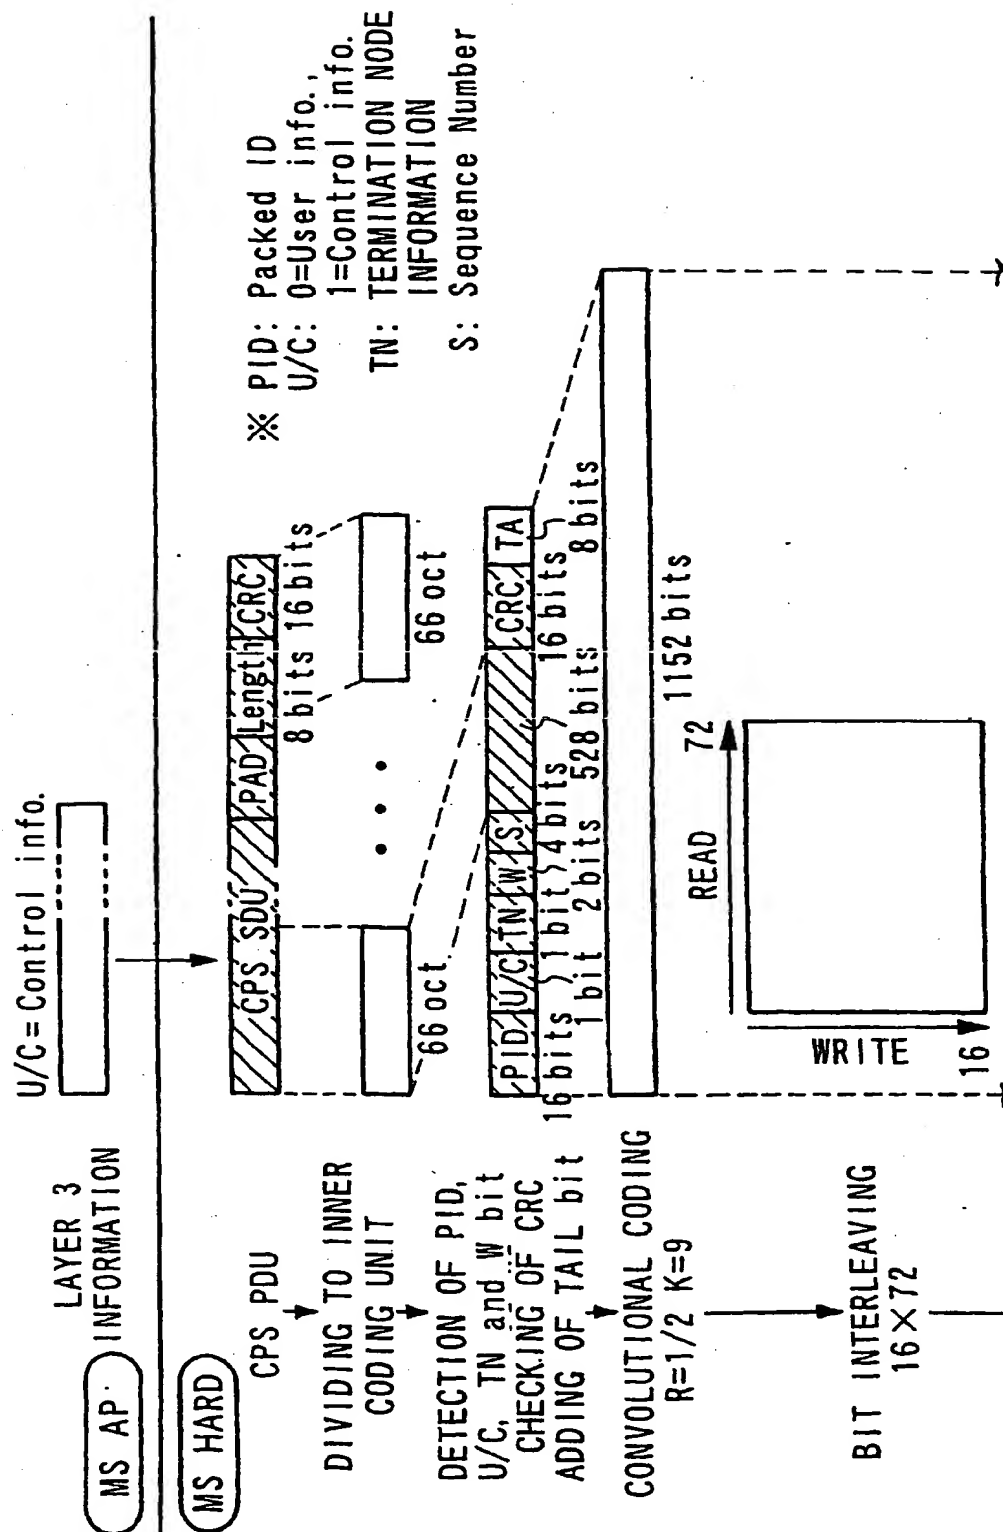 MS AP
LAYER 3
INFORMATION
U/C=Control info.
MS HARD
CPS PDU
CPS SDU PAD Length CRC
8 bits 16 bits
※ PID: Packed ID
U/C: 0=User info.,
1=Control info.
TN: TERMINATION NODE
INFORMATION
S: Sequence Number
DIVIDING TO INNER
CODING UNIT
66 oct
66 oct
DETECTION OF PID,
U/C, TN and W bit
CHECKING OF CRC
ADDING OF TAIL bit
PID U/C TN W S CRC TA
16 bits 1 bit 4 bits 528 bits 16 bits 8 bits
1 bit 2 bits
CONVOLUTIONAL CODING
R=1/2 K=9
1152 bits
BIT INTERLEAVING
16×72
READ
72
WRITE
16